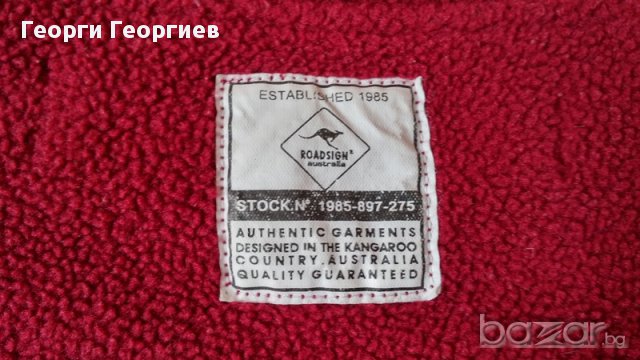 Георги Георгиев
ESTABLISHED 1985
ROADSIGN
australia
STOCK.Nº 1985-897-275
AUTHENTIC GARMENTS
DESIGNED IN THE KANGAROO
COUNTRY, AUSTRALIA
QUALITY GUARANTEED
bazar.bg